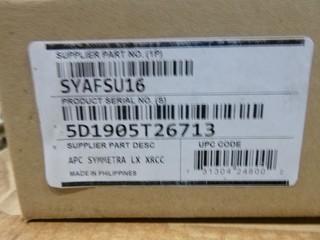 SUPPLIER PART NO. (1P)
SYAFSU16
PRODUCT SERIAL NO. (S)
5D1905T26713
SUPPLIER PART DESC
UPC CODE
APC SYMMETRA LX XRCC
MADE IN PHILIPPINES